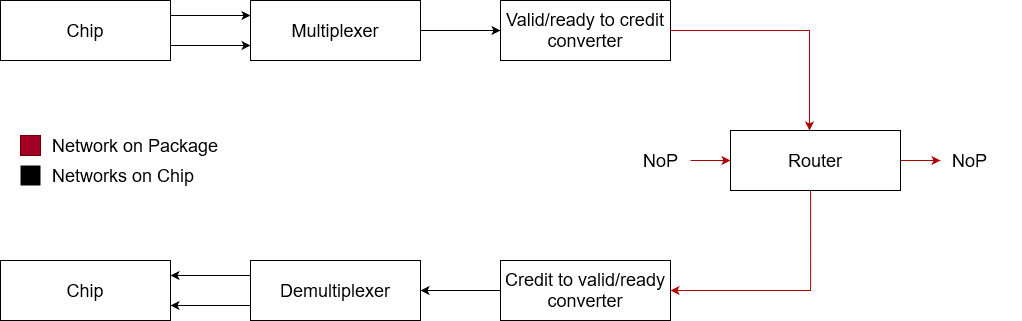 Chip
Multiplexer
Valid/ready to credit
converter
Network on Package
Networks on Chip
NoP
Router
NoP
Chip
Demultiplexer
Credit to valid/ready
converter